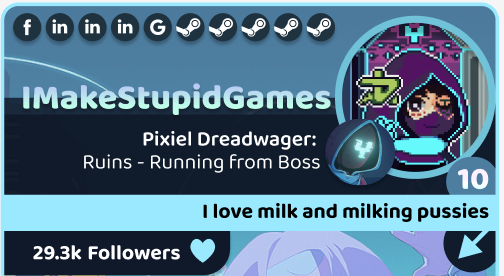 f in in in G
IMakeStupidGames
Pixiel Dreadwager:
Ruins - Running from Boss
10
I love milk and milking pussies
29.3k Followers